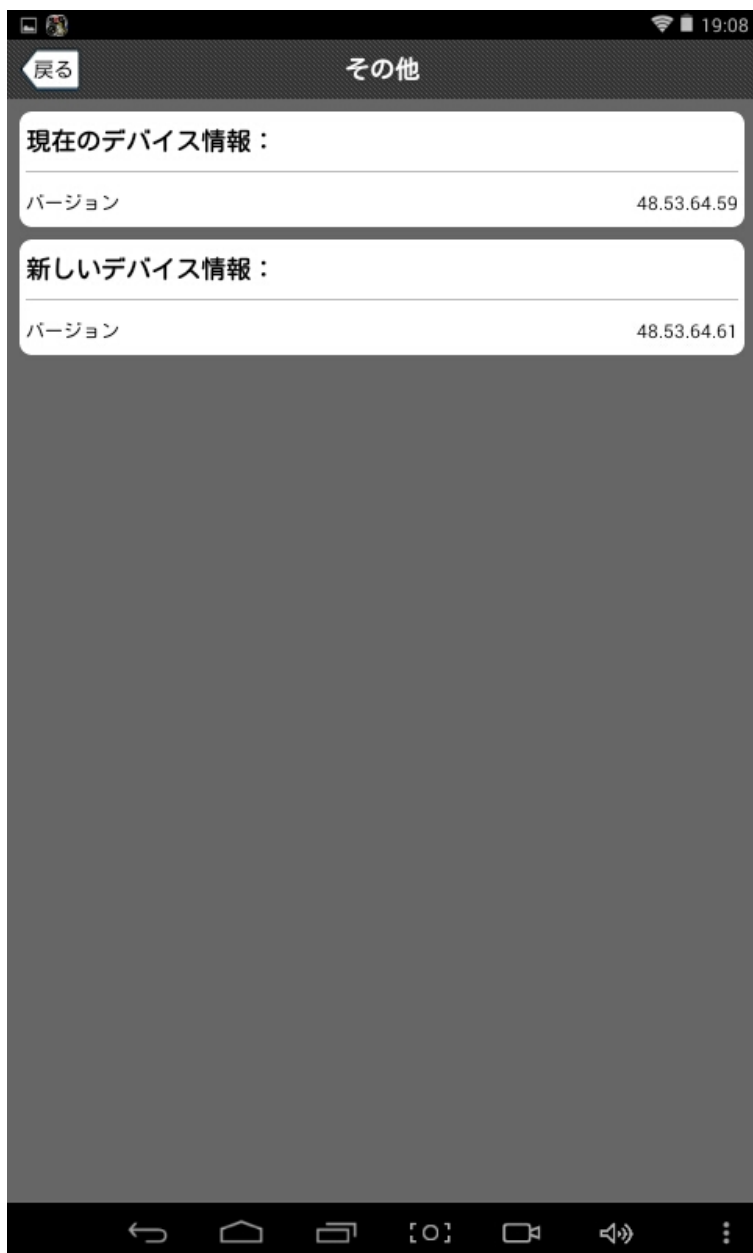 19:08
戻る
その他
現在のデバイス情報：
バージョン 48.53.64.59
新しいデバイス情報：
バージョン 48.53.64.61